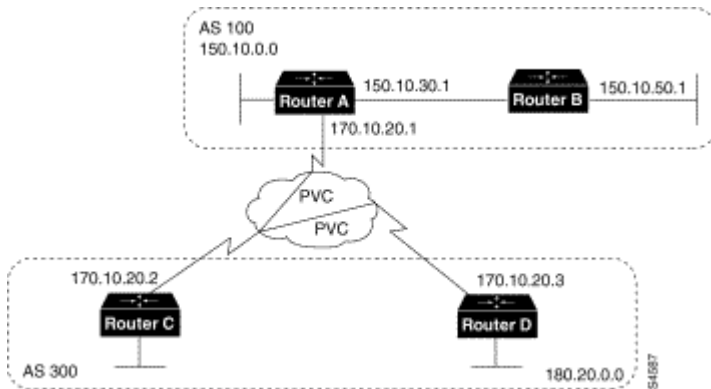 AS 100
150.10.0.0
Router A
150.10.30.1
Router B
150.10.50.1
170.10.20.1
PVC
PVC
170.10.20.2
170.10.20.3
Router C
Router D
AS 300
180.20.0.0
S4587